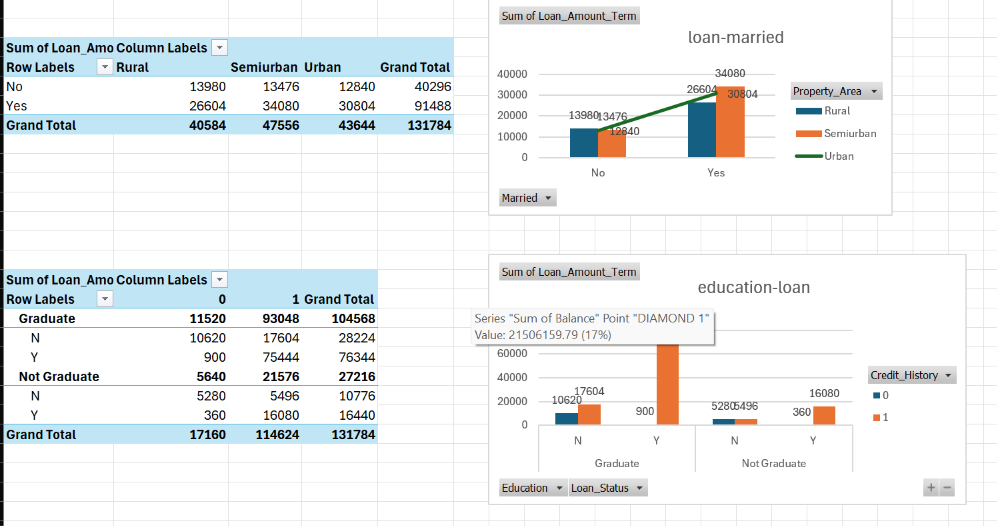 Sum of Loan_Amo Column Labels
Row Labels Rural Semiurban Urban Grand Total
No 13980 13476 12840 40296
Yes 26604 34080 30804 91488
Grand Total 40584 47556 43644 131784
Sum of Loan_Amount_Term
loan-married
40000
30000
20000
10000
0
13980
13476
12840
26604
34080
30804
No Yes
Property_Area
Rural
Semiurban
Urban
Married
Sum of Loan_Amo Column Labels
Row Labels 0 1 Grand Total
Graduate 11520 93048 104568
N 10620 17604 28224
Y 900 75444 76344
Not Graduate 5640 21576 27216
N 5280 5496 10776
Y 360 16080 16440
Grand Total 17160 114624 131784
Sum of Loan_Amount_Term
education-loan
Series "Sum of Balance" Point "DIAMOND 1"
Value: 21506159.79 (17%)
60000
40000
20000
0
10620
17604
900
5280
5496
360
16080
N Y N Y
Graduate Not Graduate
Credit_History
0
1
Education Loan_Status
+ -